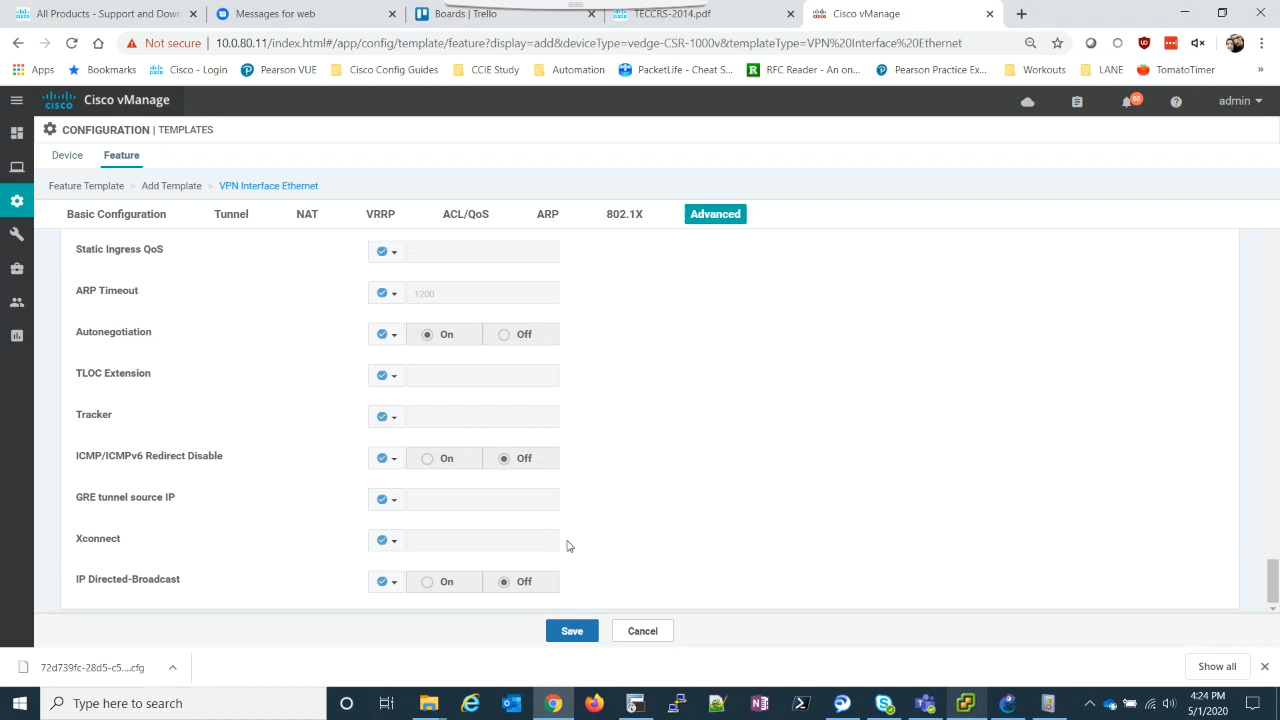 All templates - support and Down
Messages for everyone
Boards | Trello
TECCRS-2014.pdf
Cisco vManage
Not secure
10.0.80.11/index.html#/app/config/template/feature?display=add&deviceType=vedge-CSR-1000v&templateType=VPN%20Interface%20Ethernet
Apps
Bookmarks
Cisco - Login
Pearson VUE
Cisco Config Guides
CCIE Study
Automation
PacketLife - Cheat S...
RFC Reader - An on...
Pearson Practice Ex...
Workouts
LANE
TomatoTimer
»
cisco
Cisco vManage
admin
CONFIGURATION | TEMPLATES
Device
Feature
Feature Template > Add Template > VPN Interface Ethernet
Basic Configuration
Tunnel
NAT
VRRP
ACL/QoS
ARP
802.1X
Advanced
Static Ingress QoS
ARP Timeout
1200
Autonegotiation
On
Off
TLOC Extension
Tracker
ICMP/ICMPv6 Redirect Disable
On
Off
GRE tunnel source IP
Xconnect
IP Directed-Broadcast
On
Off
Save
Cancel
72d739fc-28d5-c5....cfg
Show all
Type here to search
4:24 PM
5/1/2020